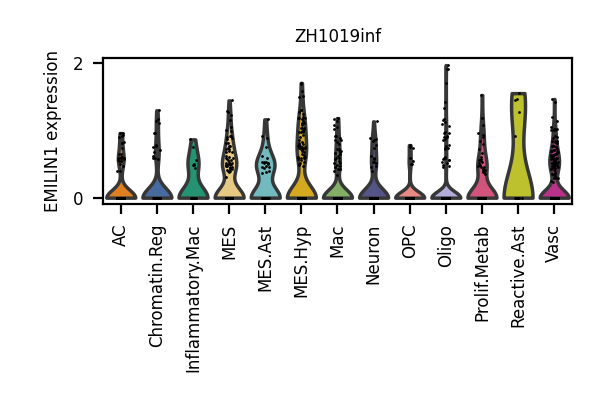 ZH1019inf
EMILIN1 expression
2
0
AC
Chromatin.Reg
Inflammatory.Mac
MES
MES.Ast
MES.Hyp
Mac
Neuron
OPC
Oligo
Prolif.Metab
Reactive.Ast
Vasc